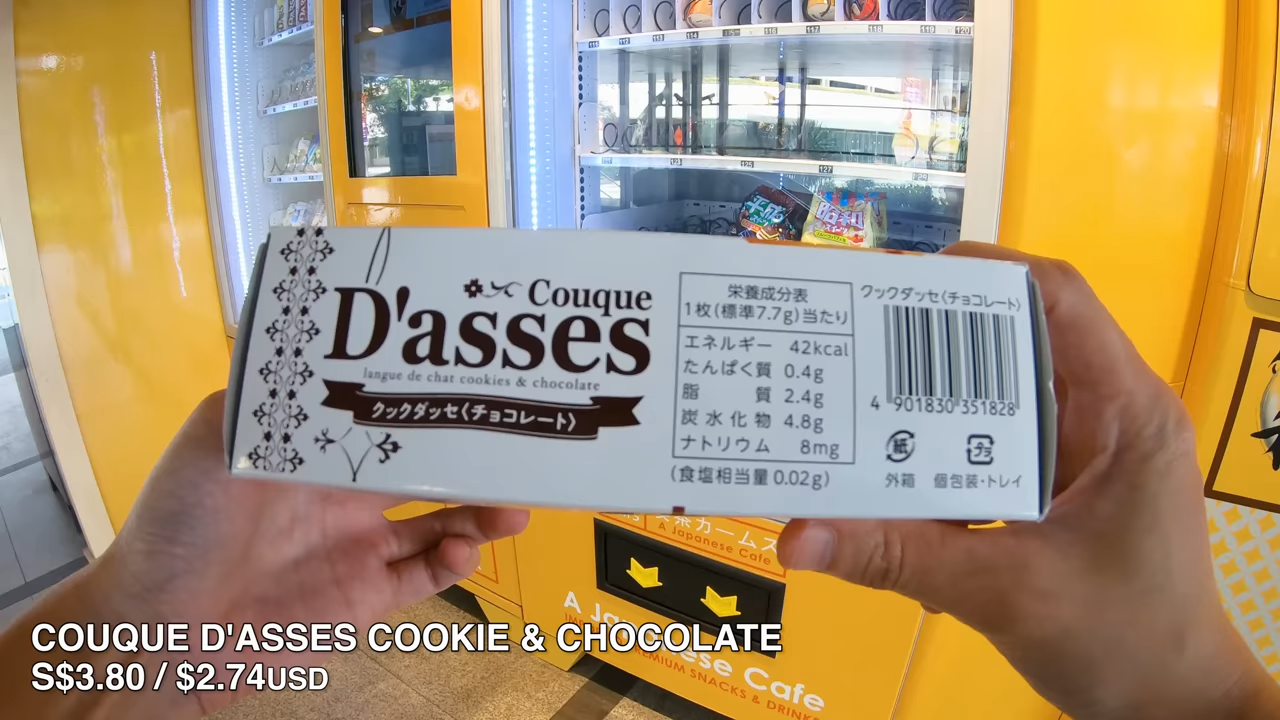 Couque
D'asses
langue de chat cookies & chocolate
クックダッセ〈チョコレート〉
栄養成分表
1枚(標準7.7g)当たり
エネルギー 42kcal
たんぱく質 0.4g
脂 質 2.4g
炭水化物 4.8g
ナトリウム 8mg
(食塩相当量0.02g)
クックダッセ〈チョコレート〉
4 901830 351828
紙
プラ
外箱 個包装・トレイ
A Japanese Cafe
COUQUE D'ASSES COOKIE & CHOCOLATE
S$3.80 / $2.74USD